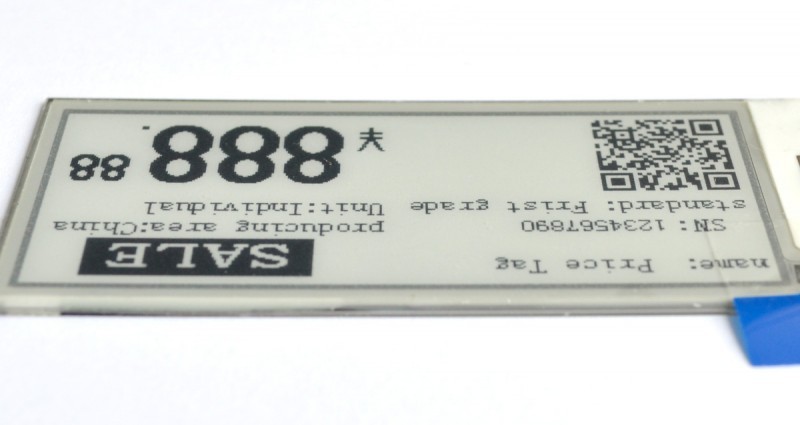 name: Price Tag
SALE
SN: 1234567890
producing area:China
standard: Frist grade
Unit:Individual
¥888.88